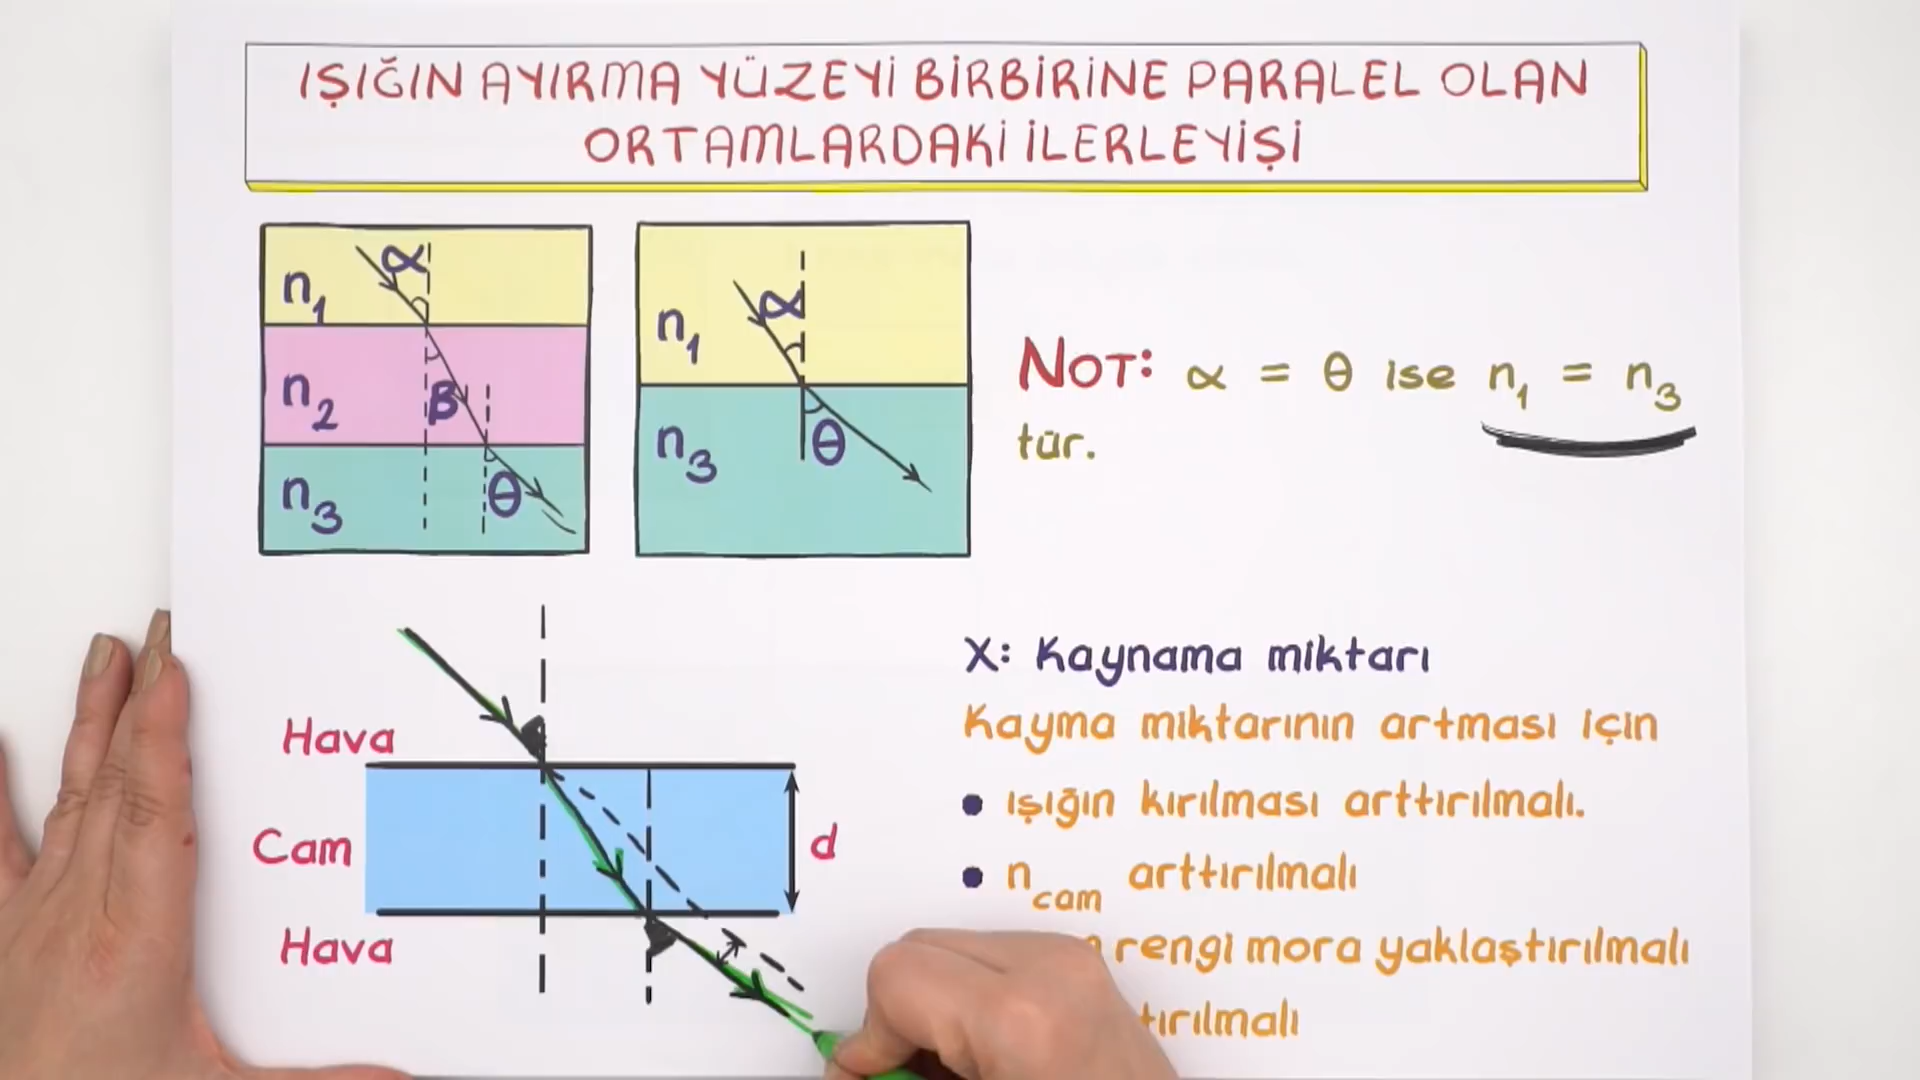 IŞIĞIN AYIRMA YÜZEYİ BİRBİRİNE PARALEL OLAN
ORTAMLARDAKİ İLERLEYİŞİ
n1
α
n2
β
n3
θ
n1
α
n3
θ
NOT: α = θ ise n1 = n3
tür.
Hava
Cam
d
Hava
X: Kaynama miktarı
Kayma miktarının artması için
• ışığın kırılması arttırılmalı.
• ncam arttırılmalı
rengi mora yaklaştırılmalı